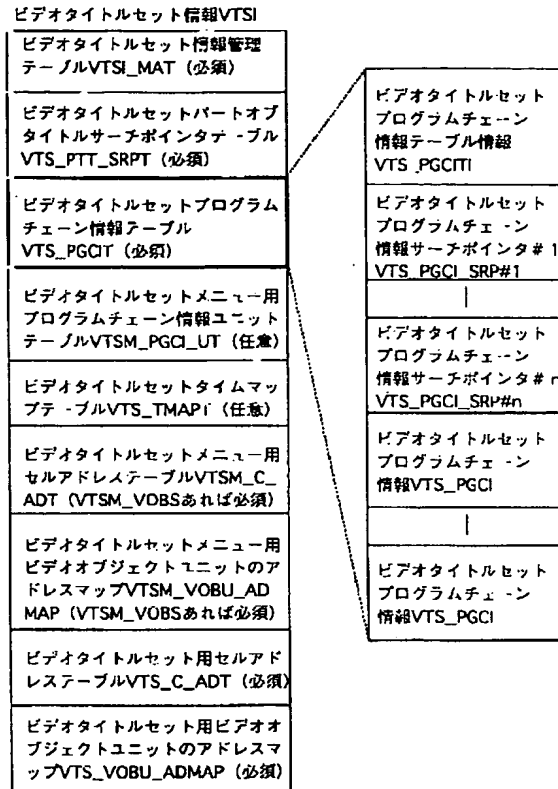 ビデオタイトルセット情報VTSI
ビデオタイトルセット情報管理
テーブルVTSI_MAT（必須）
ビデオタイトルセットパートオブ
タイトルサーチポインタテーブル
VTS_PTT_SRPT（必須）
ビデオタイトルセットプログラム
チェーン情報テーブル
VTS_PGCIT（必須）
ビデオタイトルセットメニュー用
プログラムチェーン情報ユニット
テーブルVTSM_PGCI_UT（任意）
ビデオタイトルセットタイムマッ
プテーブルVTS_TMAPT（任意）
ビデオタイトルセットメニュー用
セルアドレステーブルVTSM_C_
ADT（VTSM_VOBSあれば必須）
ビデオタイトルセットメニュー用
ビデオオブジェクトユニットのア
ドレスマップVTSM_VOBU_AD
MAP（VTSM_VOBSあれば必須）
ビデオタイトルセット用セルアド
レステーブルVTS_C_ADT（必須）
ビデオタイトルセット用ビデオオ
ブジェクトユニットのアドレスマ
ップVTS_VOBU_ADMAP（必須）
ビデオタイトルセット
プログラムチェーン
情報テーブル情報
VTS_PGCITI
ビデオタイトルセット
プログラムチェーン
情報サーチポインタ#1
VTS_PGCI_SRP#1
ビデオタイトルセット
プログラムチェーン
情報サーチポインタ#n
VTS_PGCI_SRP#n
ビデオタイトルセット
プログラムチェーン
情報VTS_PGCI
ビデオタイトルセット
プログラムチェーン
情報VTS_PGCI